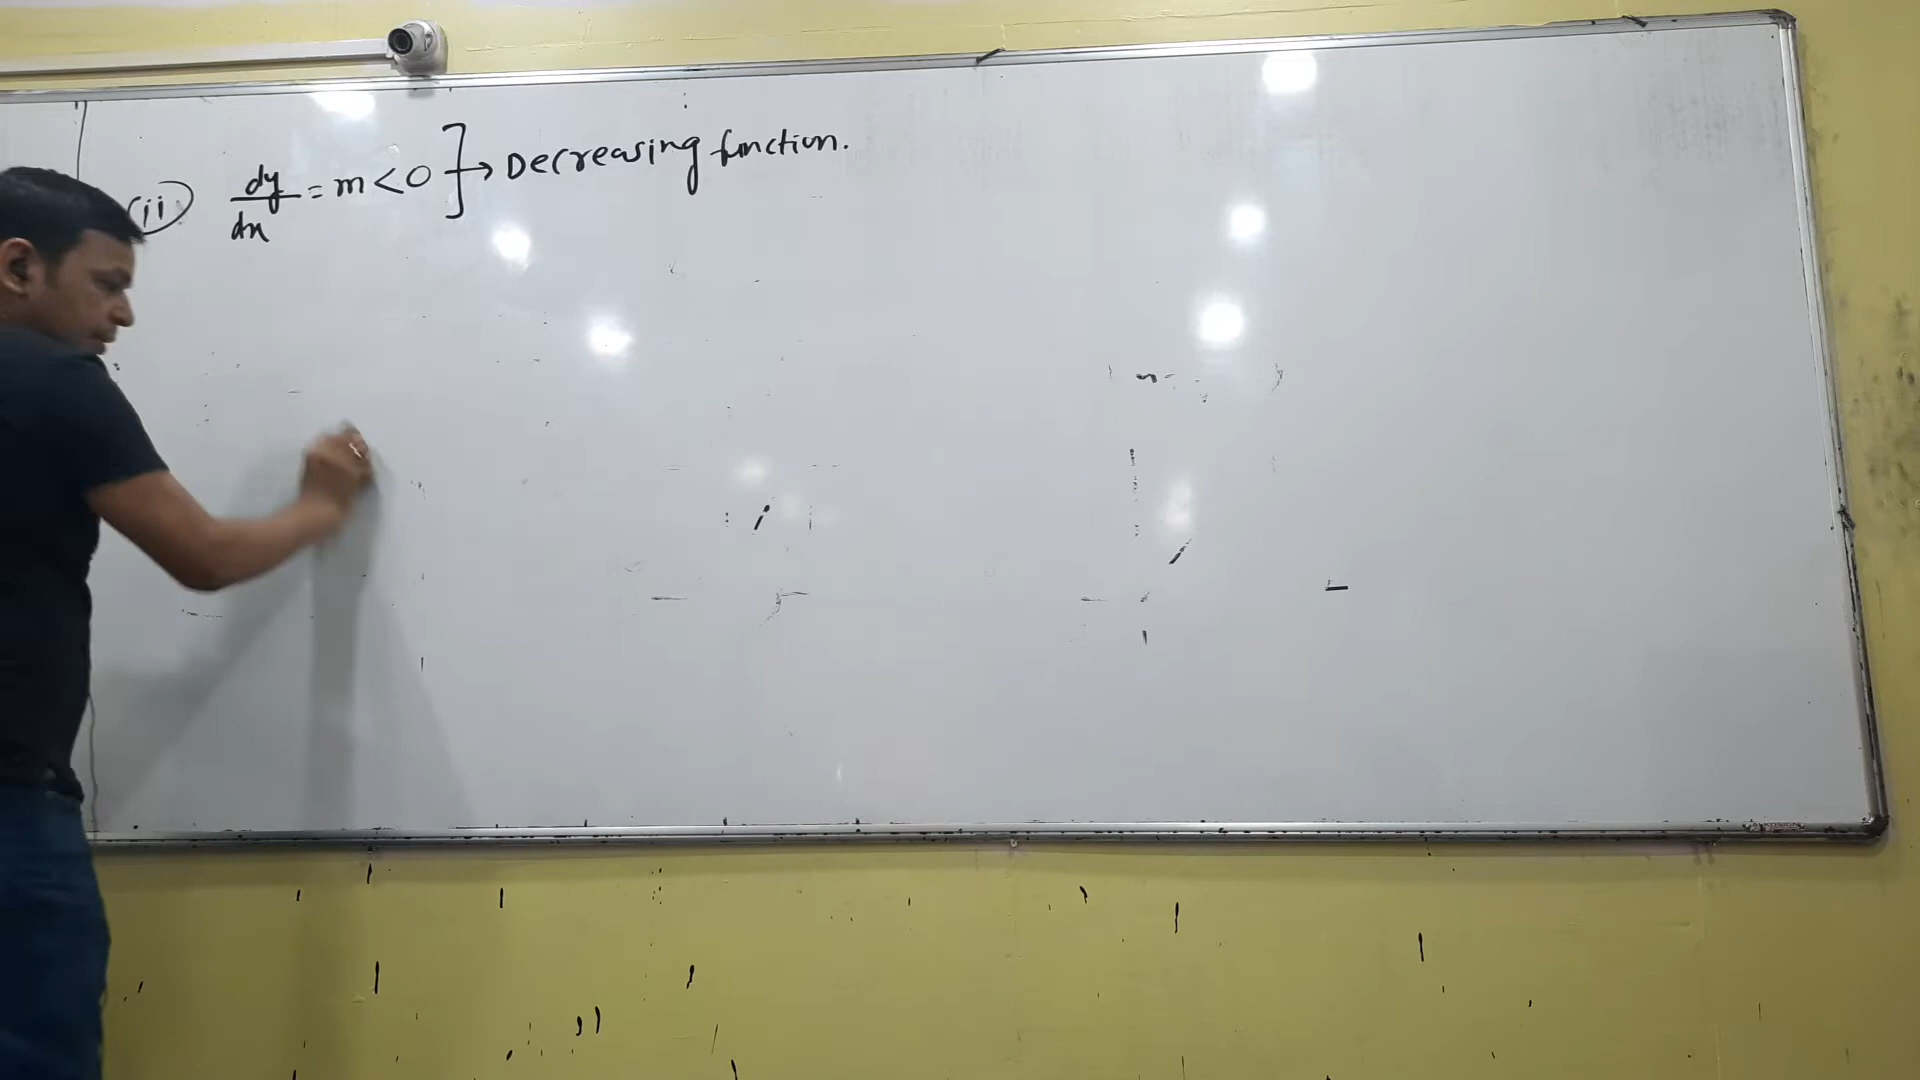 (ii) dy/dx = m < 0 ] → Decreasing function.